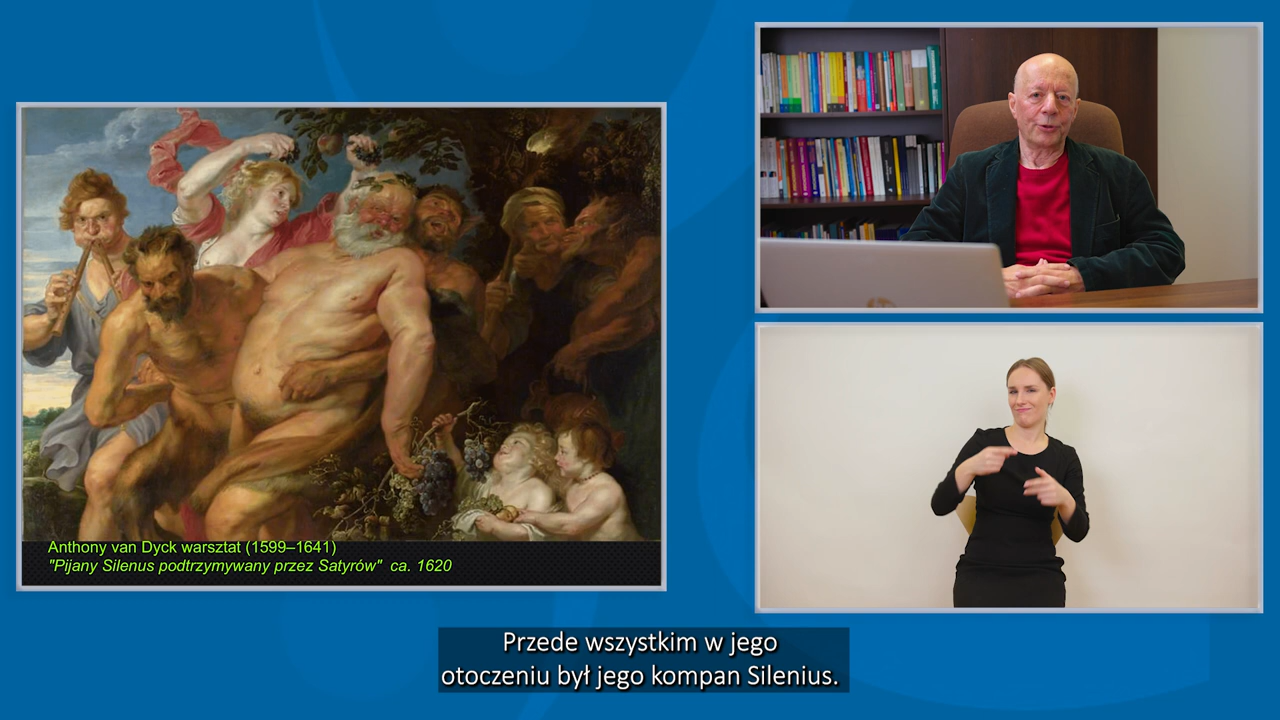 Anthony van Dyck warsztat (1599–1641)
"Pijany Silenus podtrzymywany przez Satyrów" ca. 1620
Przede wszystkim w jego
otoczeniu był jego kompan Silenius.